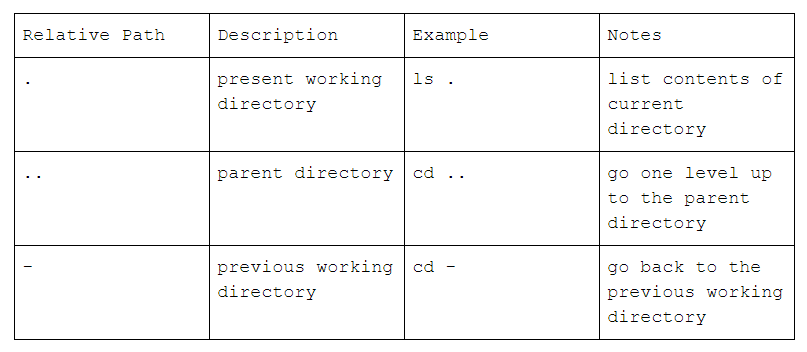 Relative Path Description Example Notes
. present working directory ls . list contents of current directory
.. parent directory cd .. go one level up to the parent directory
- previous working directory cd - go back to the previous working directory